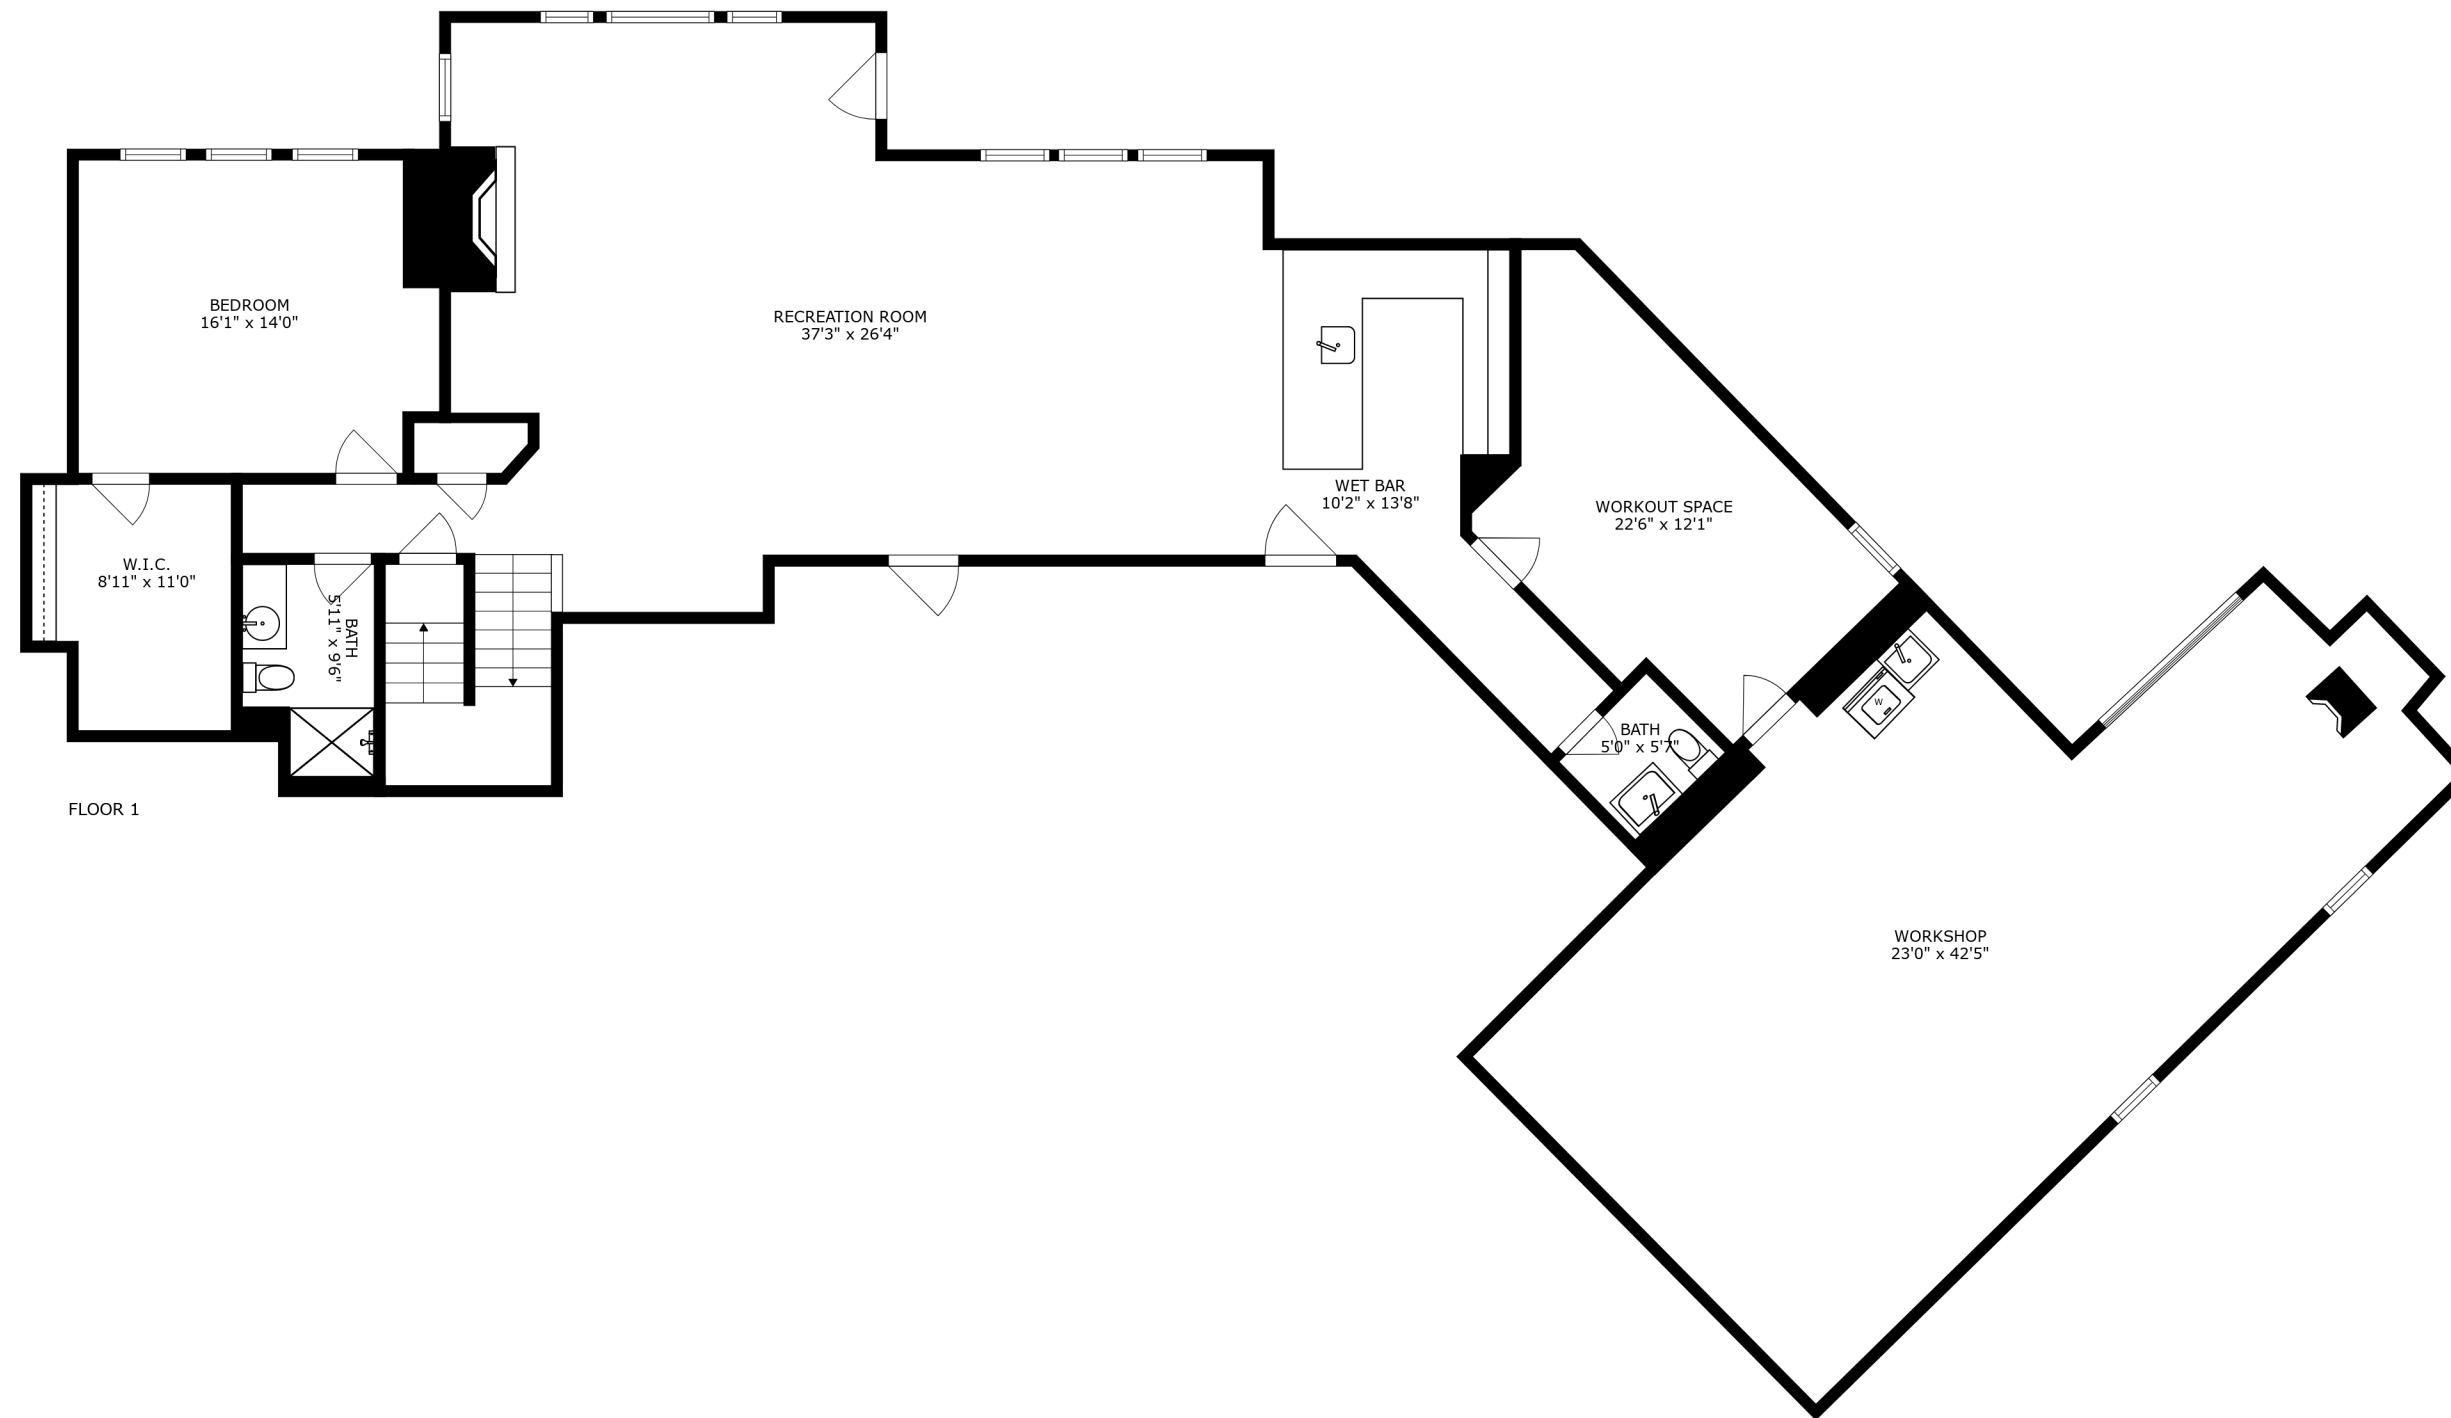 BEDROOM
16'1" x 14'0"
RECREATION ROOM
37'3" x 26'4"
WET BAR
10'2" x 13'8"
WORKOUT SPACE
22'6" x 12'1"
W.I.C.
8'11" x 11'0"
BATH
5'11" x 9'6"
BATH
5'0" x 5'7"
W
FLOOR 1
WORKSHOP
23'0" x 42'5"